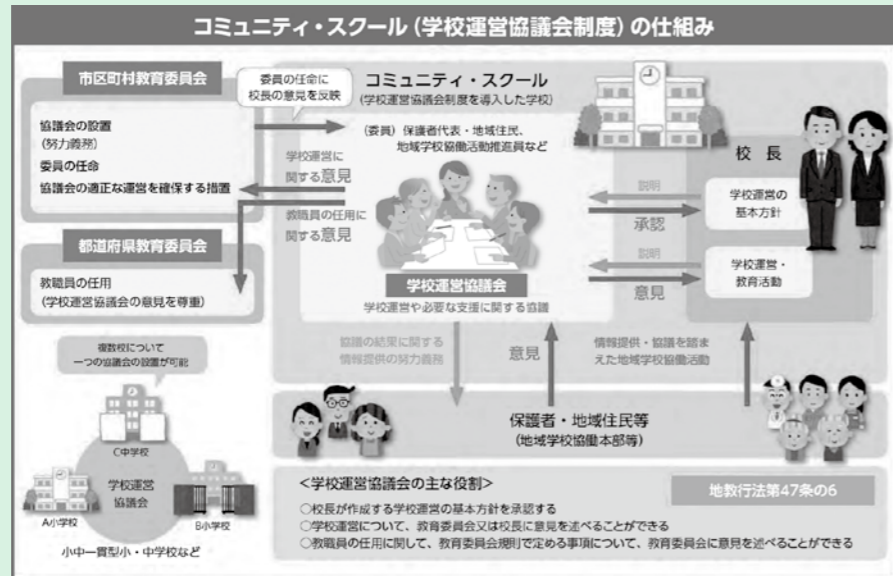 コミュニティ・スクール（学校運営協議会制度）の仕組み
市区町村教育委員会
協議会の設置
（努力義務）
委員の任命
協議会の適正な運営を確保する措置
委員の任命に
校長の意見を反映
コミュニティ・スクール
（学校運営協議会制度を導入した学校）
（委員）保護者代表・地域住民、
地域学校協働活動推進員など
学校運営に
関する意見
教職員の任用に
関する意見
都道府県教育委員会
教職員の任用
（学校運営協議会の意見を尊重）
学校運営協議会
学校運営や必要な支援に関する協議
校長
説明
承認
学校運営の
基本方針
説明
意見
学校運営・
教育活動
協議の結果に関する
情報提供の努力義務
意見
情報提供・協議を踏ま
えた地域学校協働活動
保護者・地域住民等
（地域学校協働本部等）
複数校について
一つの協議会の設置が可能
C中学校
学校運営
協議会
A小学校
B小学校
小中一貫型小・中学校など
＜学校運営協議会の主な役割＞
地教行法第47条の6
○校長が作成する学校運営の基本方針を承認する
○学校運営について、教育委員会又は校長に意見を述べることができる
○教職員の任用に関して、教育委員会規則で定める事項について、教育委員会に意見を述べることができる